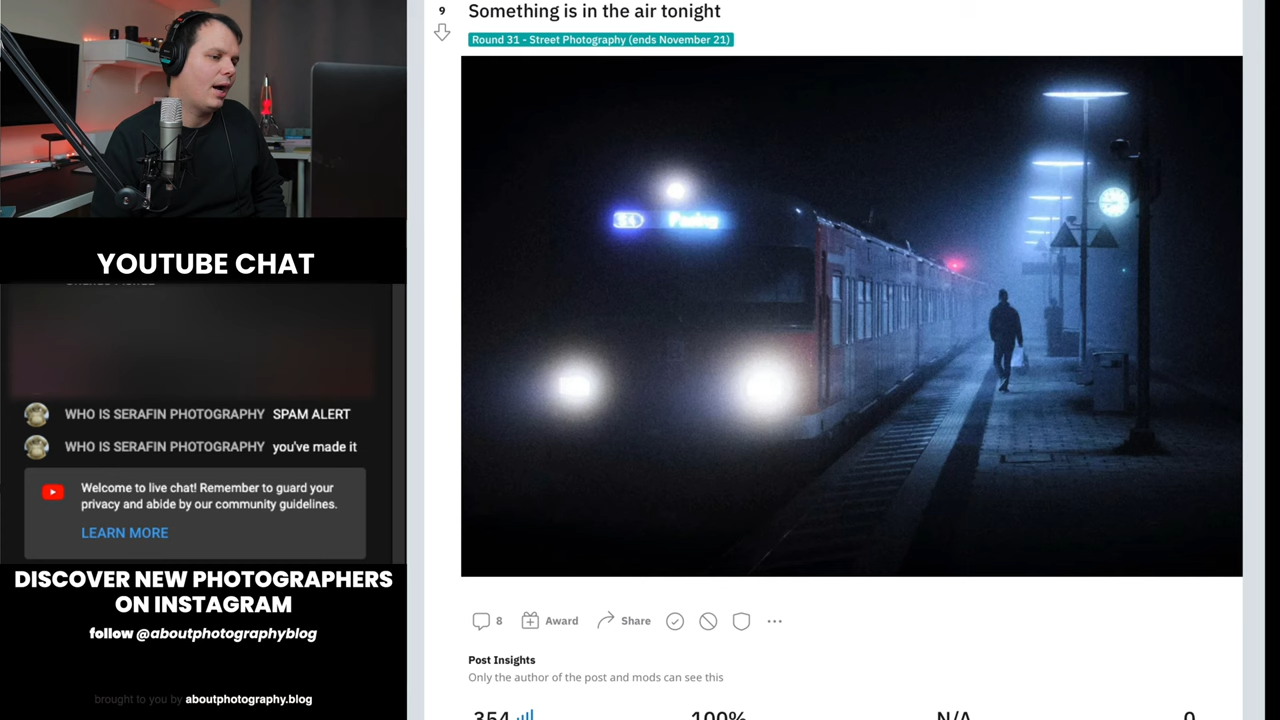 9
Something is in the air tonight
Round 31 - Street Photography (ends November 21)
YOUTUBE CHAT
WHO IS SERAFIN PHOTOGRAPHY SPAM ALERT
WHO IS SERAFIN PHOTOGRAPHY you've made it
Welcome to live chat! Remember to guard your
privacy and abide by our community guidelines.
LEARN MORE
DISCOVER NEW PHOTOGRAPHERS
ON INSTAGRAM
follow @aboutphotographyblog
brought to you by aboutphotography.blog
8 Award Share
Post Insights
Only the author of the post and mods can see this
354 100% N/A 0